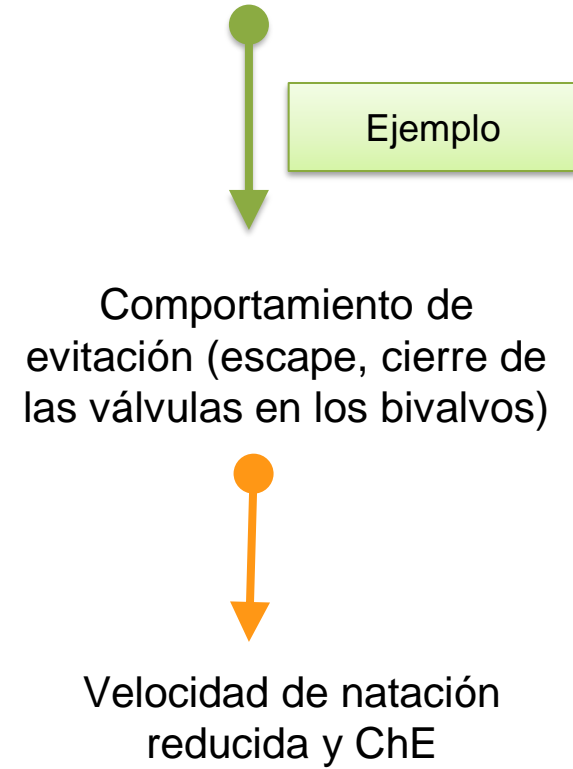 Ejemplo
Comportamiento de
evitación (escape, cierre de
las válvulas en los bivalvos)
Velocidad de natación
reducida y ChE